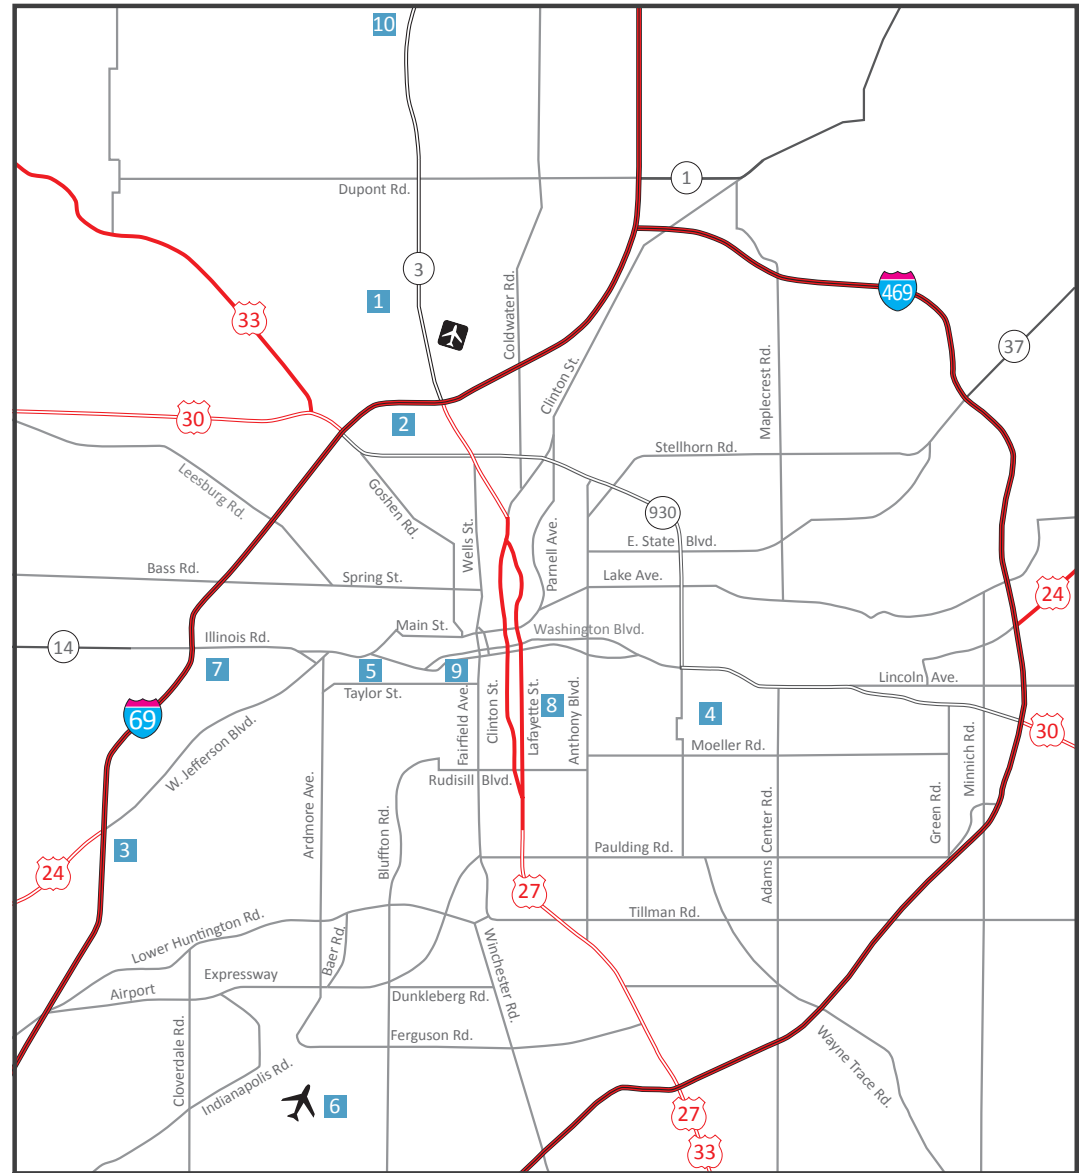 10
1
Dupont Rd.
3
469
1
33
Coldwater Rd.
37
Clinton St.
Maplecrest Rd.
30
2
Stellhorn Rd.
Leesburg Rd.
Goshen Rd.
930
Wells St.
Parnell Ave.
E. State Blvd.
Bass Rd.
Spring St.
Lake Ave.
24
Main St.
Washington Blvd.
14
Illinois Rd.
7
5
9
Lincoln Ave.
Taylor St.
Fairfield Ave.
Clinton St.
Lafayette St.
8
Anthony Blvd.
4
69
30
W. Jefferson Blvd.
Moeller Rd.
Minnich Rd.
Rudisill Blvd.
Ardmore Ave.
Bluffton Rd.
Adams Center Rd.
Green Rd.
3
Paulding Rd.
24
27
Tillman Rd.
Lower Huntington Rd.
Baer Rd.
Winchester Rd.
Airport Expressway
Dunkleberg Rd.
Cloverdale Rd.
Ferguson Rd.
Wayne Trace Rd.
Indianapolis Rd.
6
27
33